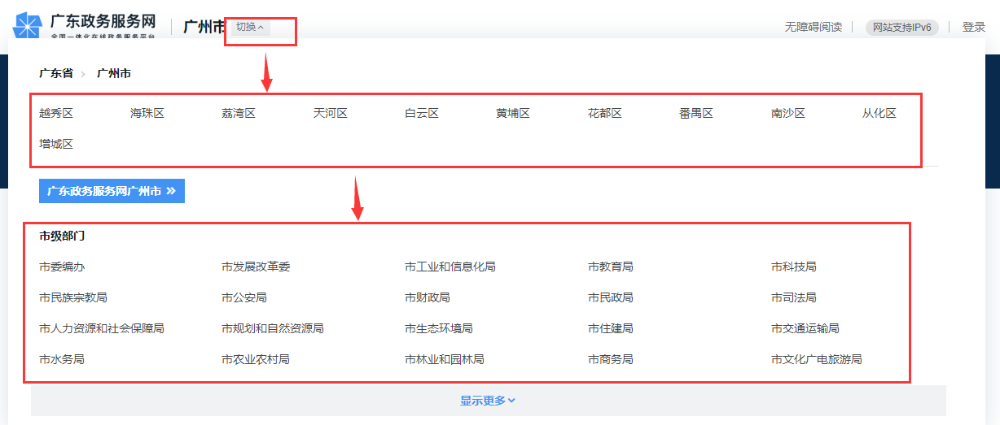 广东政务服务网 广州市 切换 无障碍阅读 网站支持IPv6 登录
全国一体化在线政务服务平台
广东省 > 广州市
越秀区 海珠区 荔湾区 天河区 白云区 黄埔区 花都区 番禺区 南沙区 从化区
增城区
广东政务服务网广州市 »
市级部门
市委编办 市发展改革委 市工业和信息化局 市教育局 市科技局
市民族宗教局 市公安局 市财政局 市民政局 市司法局
市人力资源和社会保障局 市规划和自然资源局 市生态环境局 市住建局 市交通运输局
市水务局 市农业农村局 市林业和园林局 市商务局 市文化广电旅游局
显示更多